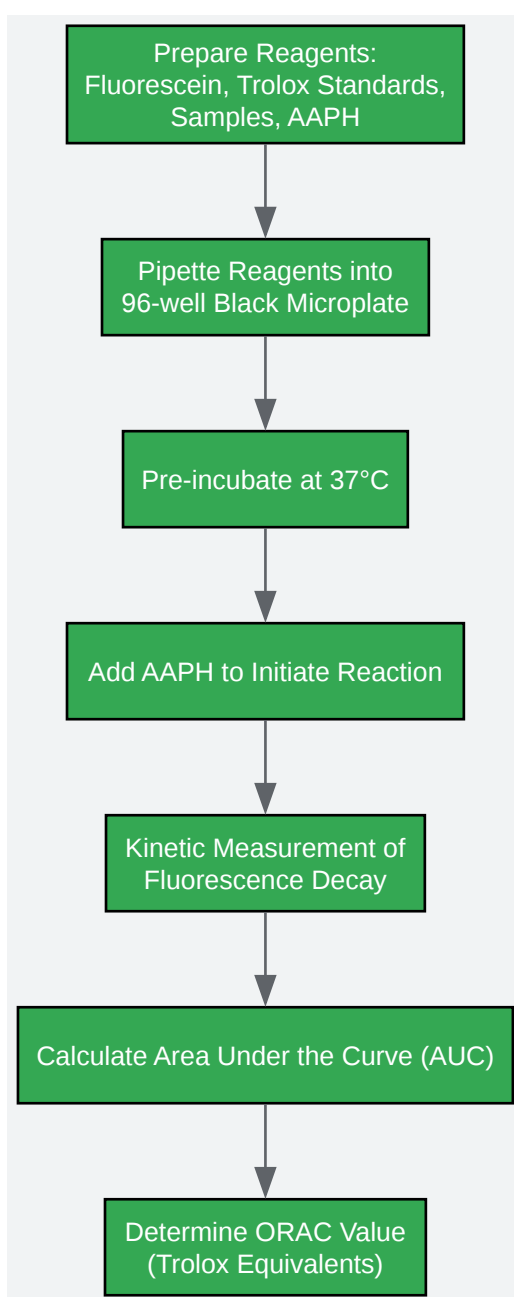 Prepare Reagents:
Fluorescein, Trolox Standards,
Samples, AAPH
Pipette Reagents into
96-well Black Microplate
Pre-incubate at 37°C
Add AAPH to Initiate Reaction
Kinetic Measurement of
Fluorescence Decay
Calculate Area Under the Curve (AUC)
Determine ORAC Value
(Trolox Equivalents)